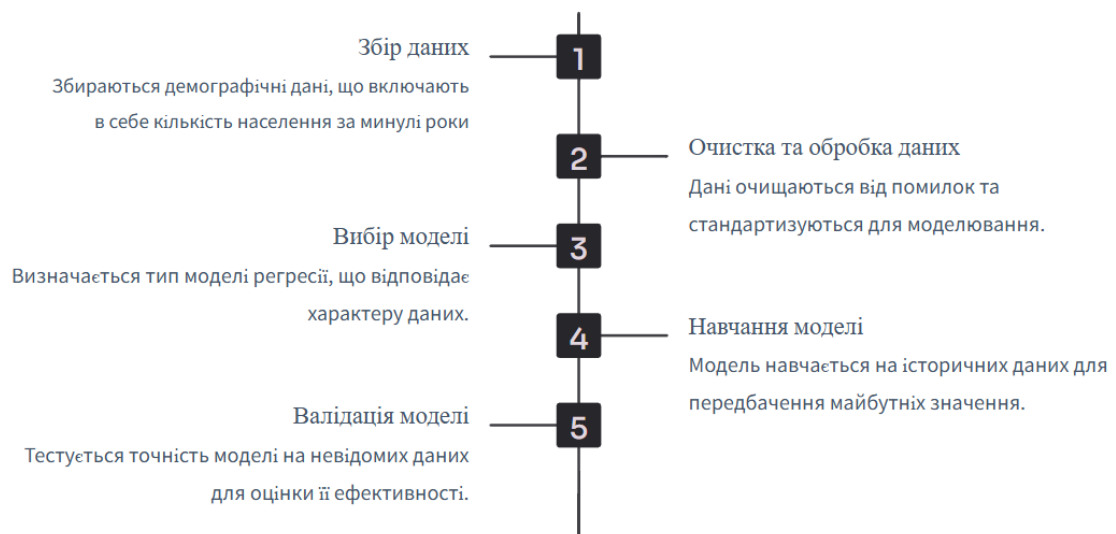 Збір даних
1
Збираються демографічні дані, що включають
в себе кількість населення за минулі роки
2
Очистка та обробка даних
Дані очищаються від помилок та
стандартизуються для моделювання.
Вибір моделі
3
Визначається тип моделі регресії, що відповідає
характеру даних.
4
Навчання моделі
Модель навчається на історичних даних для
передбачення майбутніх значення.
Валідація моделі
5
Тестується точність моделі на невідомих даних
для оцінки її ефективності.